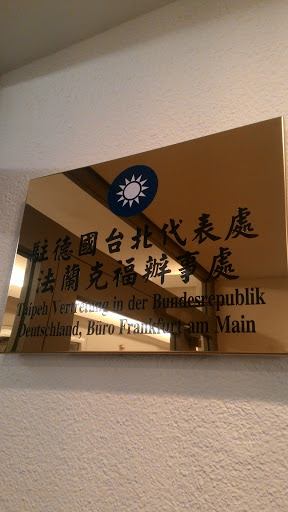 駐德國台北代表處
法蘭克福辦事處
Taipeh Vertretung in der Bundesrepublik
Deutschland, Büro Frankfurt am Main